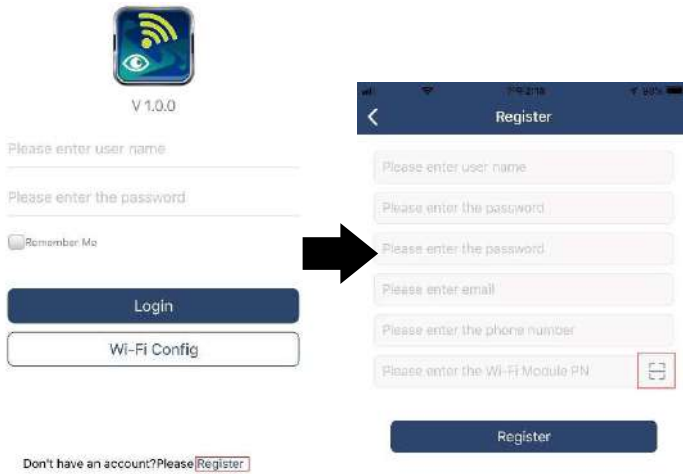 V 1.0.0
Please enter user name
Please enter the password
Remember Me
Login
Wi-Fi Config
Don't have an account?Please Register
Register
Please enter user name
Please enter the password
Please enter the password
Please enter email
Please enter the phone number
Please enter the Wi-Fi Module PN
Register